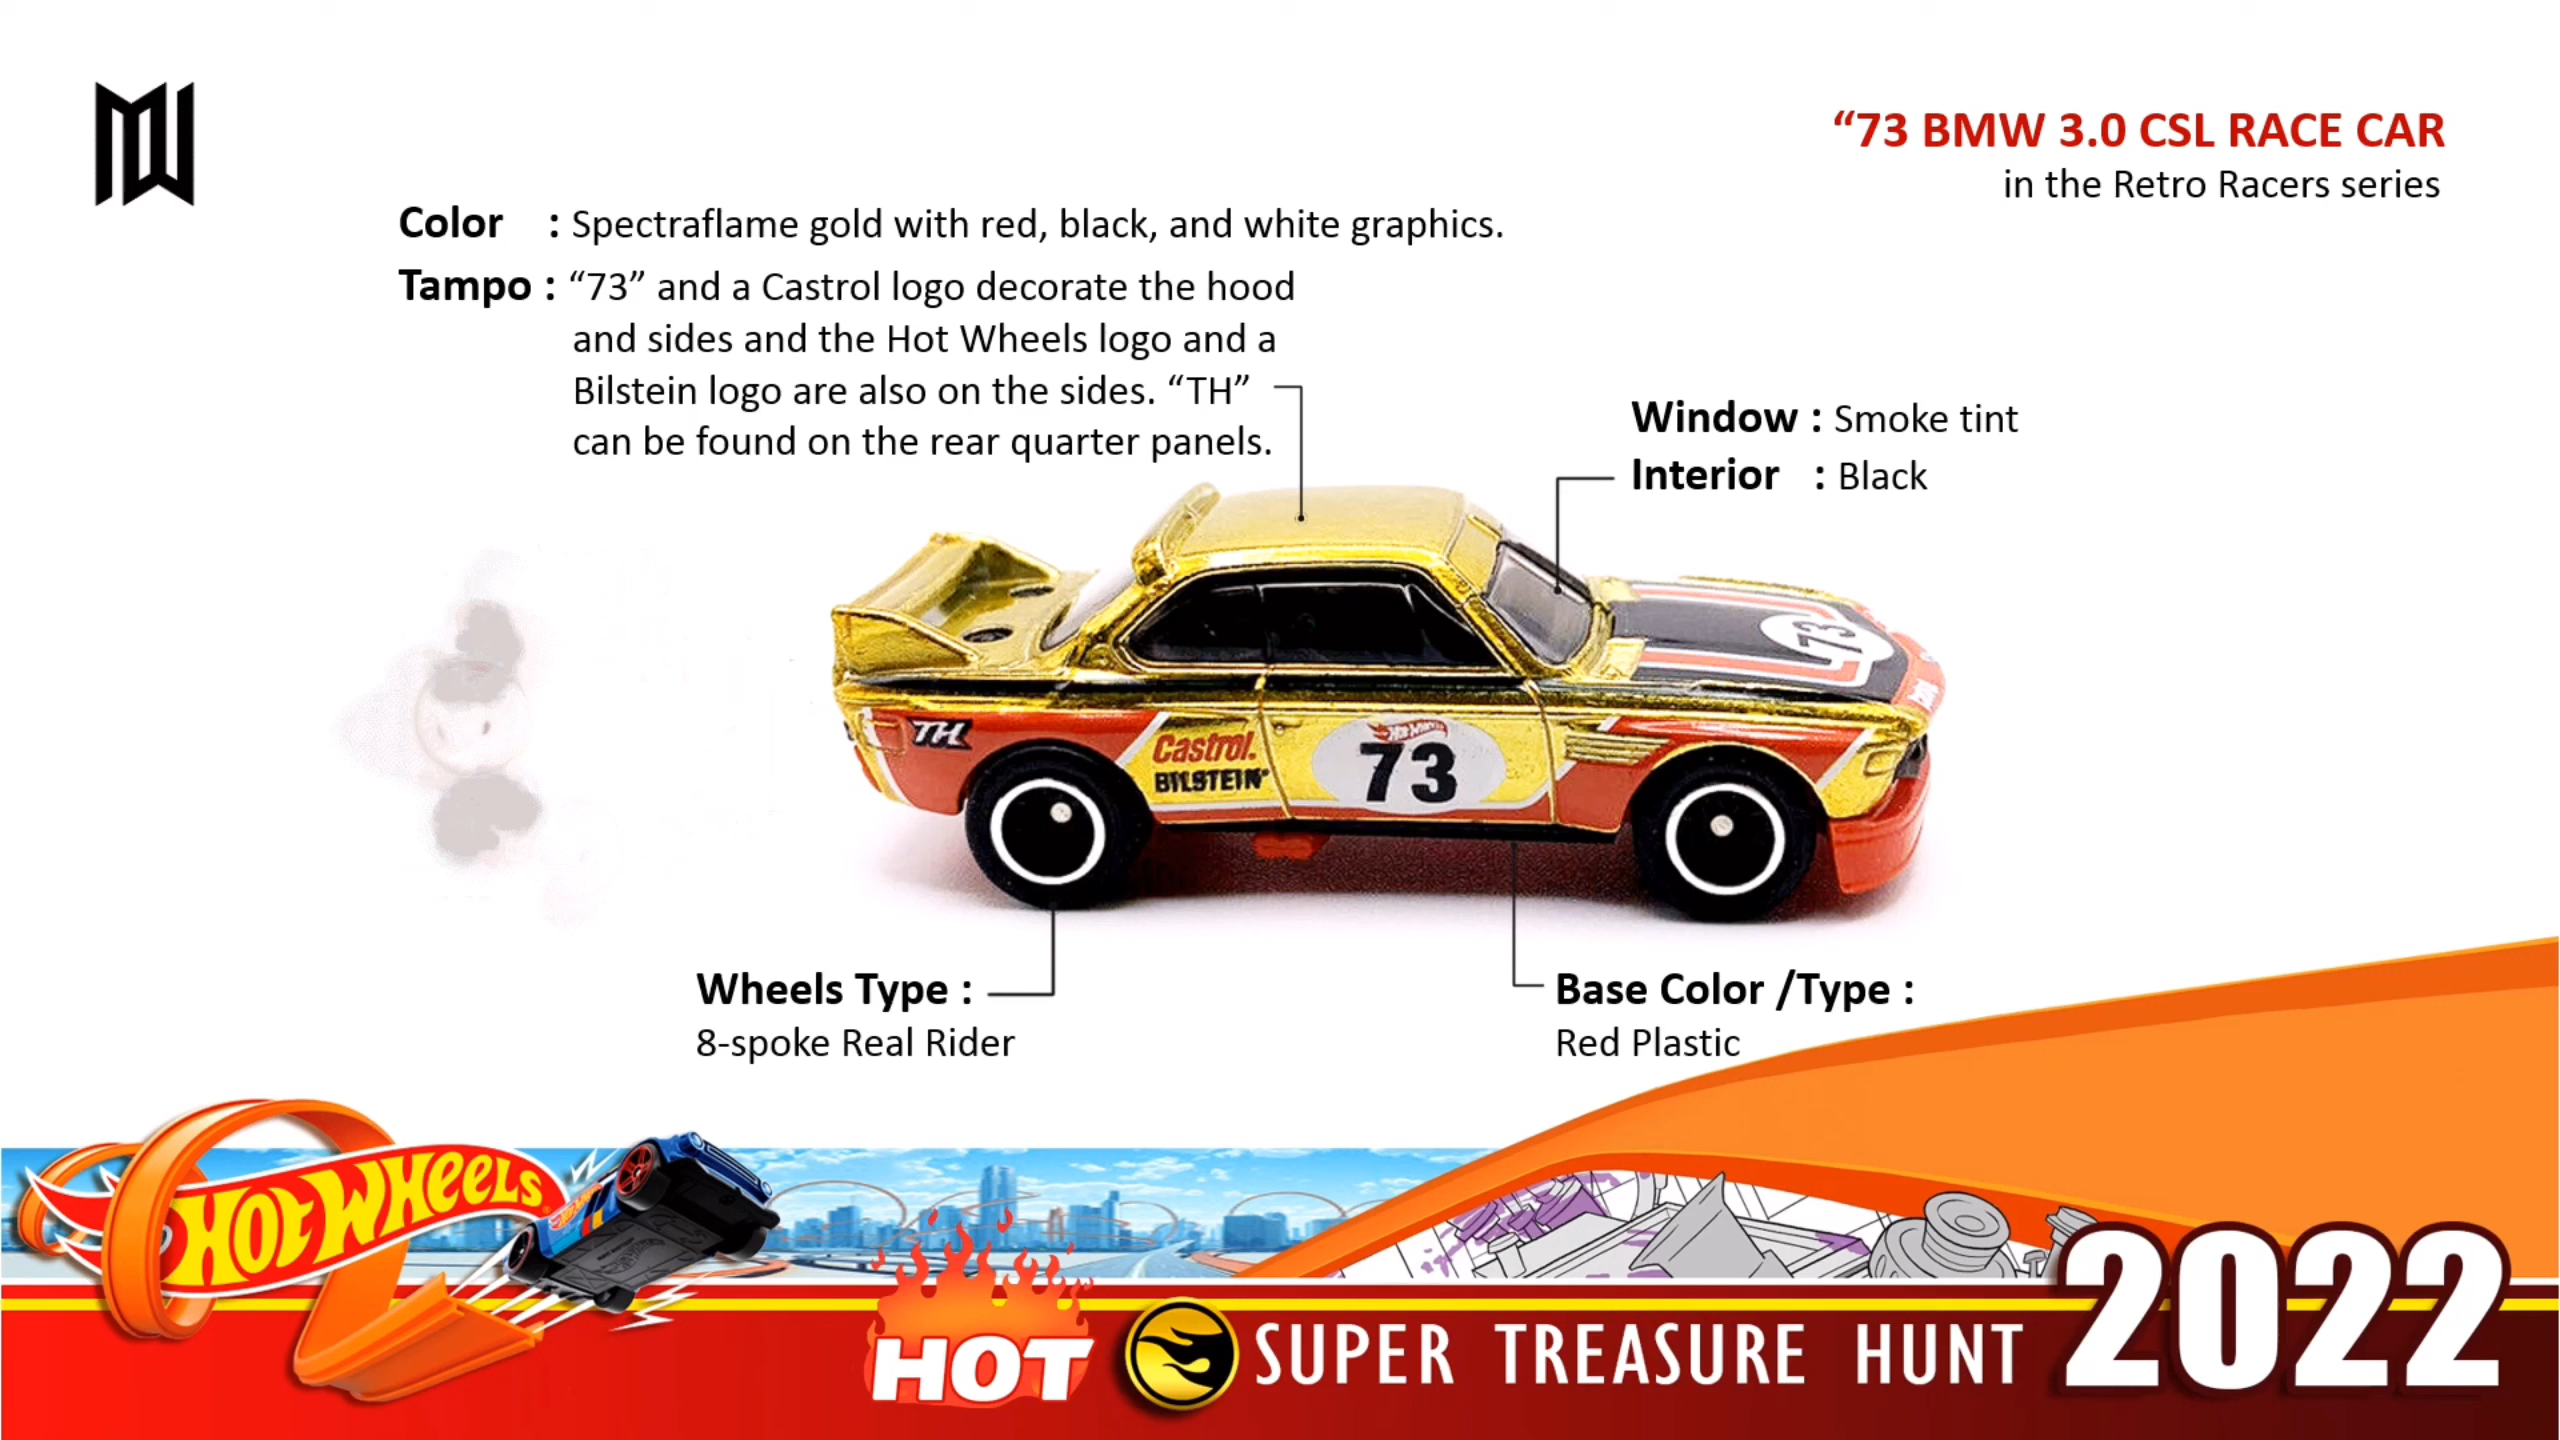 “73 BMW 3.0 CSL RACE CAR
in the Retro Racers series
Color : Spectraflame gold with red, black, and white graphics.
Tampo : “73” and a Castrol logo decorate the hood
and sides and the Hot Wheels logo and a
Bilstein logo are also on the sides. “TH”
can be found on the rear quarter panels.
Window : Smoke tint
Interior : Black
73
TH
Castrol.
BILSTEIN
Hot Wheels
73
Wheels Type :
8-spoke Real Rider
Base Color /Type :
Red Plastic
HOT WHEELS
HOT
SUPER TREASURE HUNT
2022